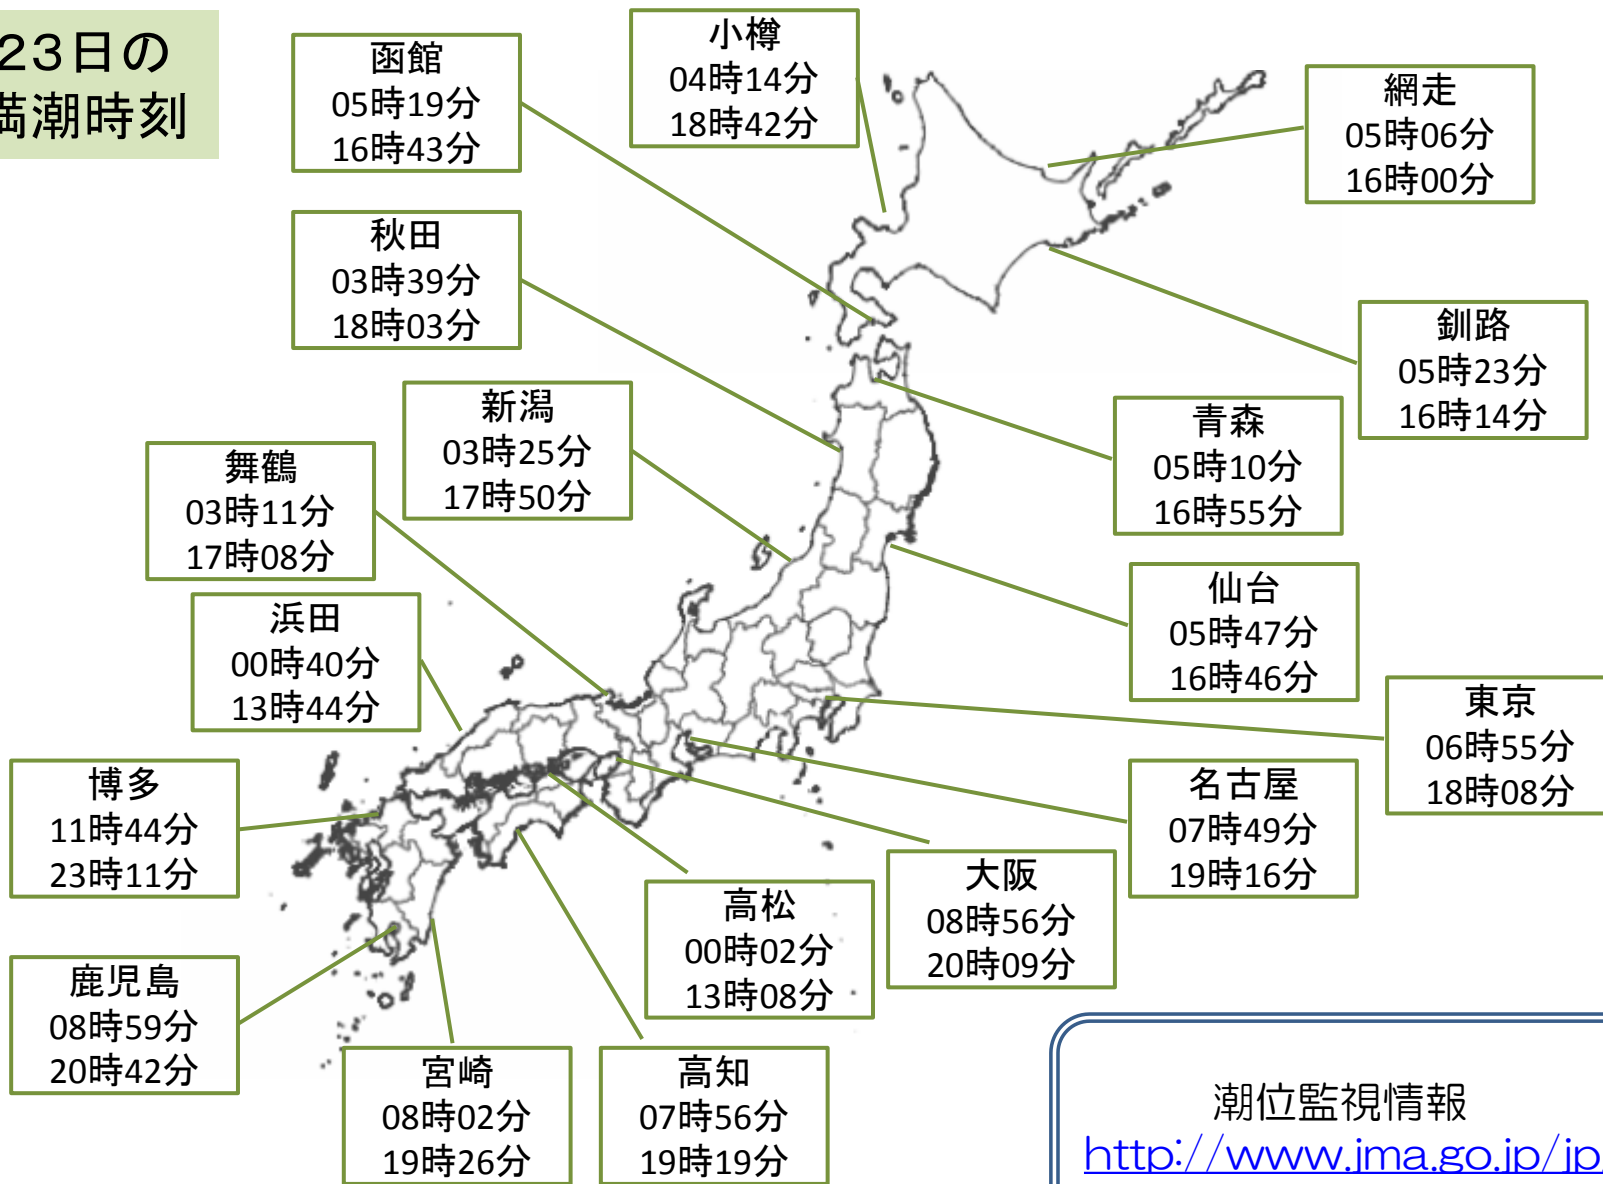 23日の
満潮時刻
函館
05時19分
16時43分
小樽
04時14分
18時42分
網走
05時06分
16時00分
秋田
03時39分
18時03分
釧路
05時23分
16時14分
新潟
03時25分
17時50分
青森
05時10分
16時55分
舞鶴
03時11分
17時08分
仙台
05時47分
16時46分
浜田
00時40分
13時44分
東京
06時55分
18時08分
博多
11時44分
23時11分
名古屋
07時49分
19時16分
大阪
08時56分
20時09分
高松
00時02分
13時08分
鹿児島
08時59分
20時42分
宮崎
08時02分
19時26分
高知
07時56分
19時19分
潮位監視情報
http://www.jma.go.jp/jp/